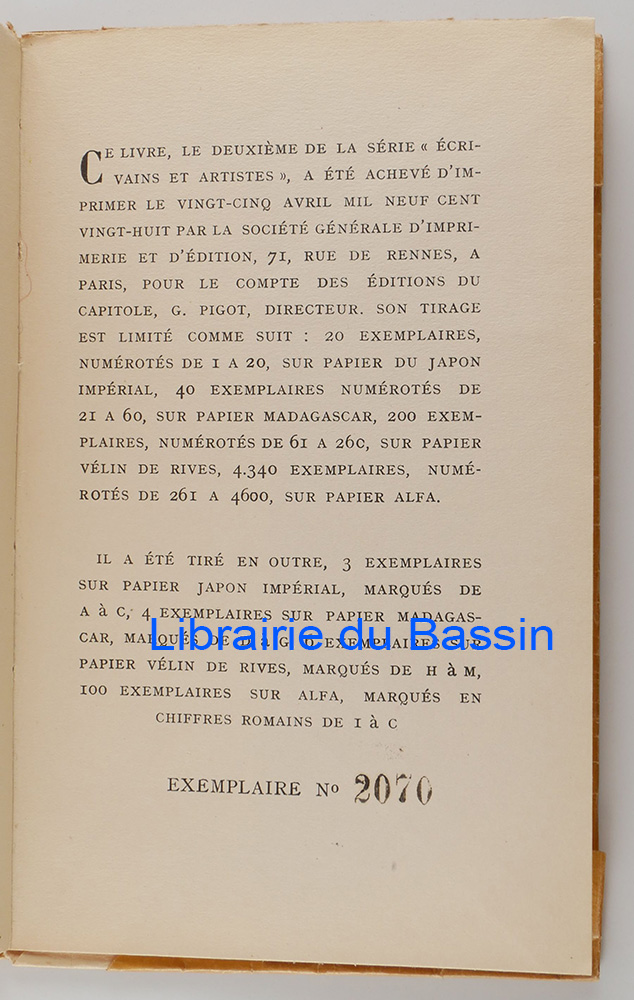 CE LIVRE, LE DEUXIÈME DE LA SÉRIE « ÉCRI-
VAINS ET ARTISTES », A ÉTÉ ACHEVÉ D'IM-
PRIMER LE VINGT-CINQ AVRIL MIL NEUF CENT
VINGT-HUIT PAR LA SOCIÉTÉ GÉNÉRALE D'IMPRI-
MERIE ET D'ÉDITION, 71, RUE DE RENNES, A
PARIS, POUR LE COMPTE DES ÉDITIONS DU
CAPITOLE, G. PIGOT, DIRECTEUR. SON TIRAGE
EST LIMITÉ COMME SUIT : 20 EXEMPLAIRES,
NUMÉROTÉS DE 1 A 20, SUR PAPIER DU JAPON
IMPÉRIAL, 40 EXEMPLAIRES NUMÉROTÉS DE
21 A 60, SUR PAPIER MADAGASCAR, 200 EXEM-
PLAIRES, NUMÉROTÉS DE 61 A 260, SUR PAPIER
VÉLIN DE RIVES, 4.340 EXEMPLAIRES, NUMÉ-
ROTÉS DE 261 A 4600, SUR PAPIER ALFA.
IL A ÉTÉ TIRÉ EN OUTRE, 3 EXEMPLAIRES
SUR PAPIER JAPON IMPÉRIAL, MARQUÉS DE
A à C, 4 EXEMPLAIRES SUR PAPIER MADAGAS-
CAR, MARQUÉS DE D à G, EXEMPLAIRES SUR
Librairie du Bassin
PAPIER VÉLIN DE RIVES, MARQUÉS DE H à M,
100 EXEMPLAIRES SUR ALFA, MARQUÉS EN
CHIFFRES ROMAINS DE I à C
EXEMPLAIRE No 2070